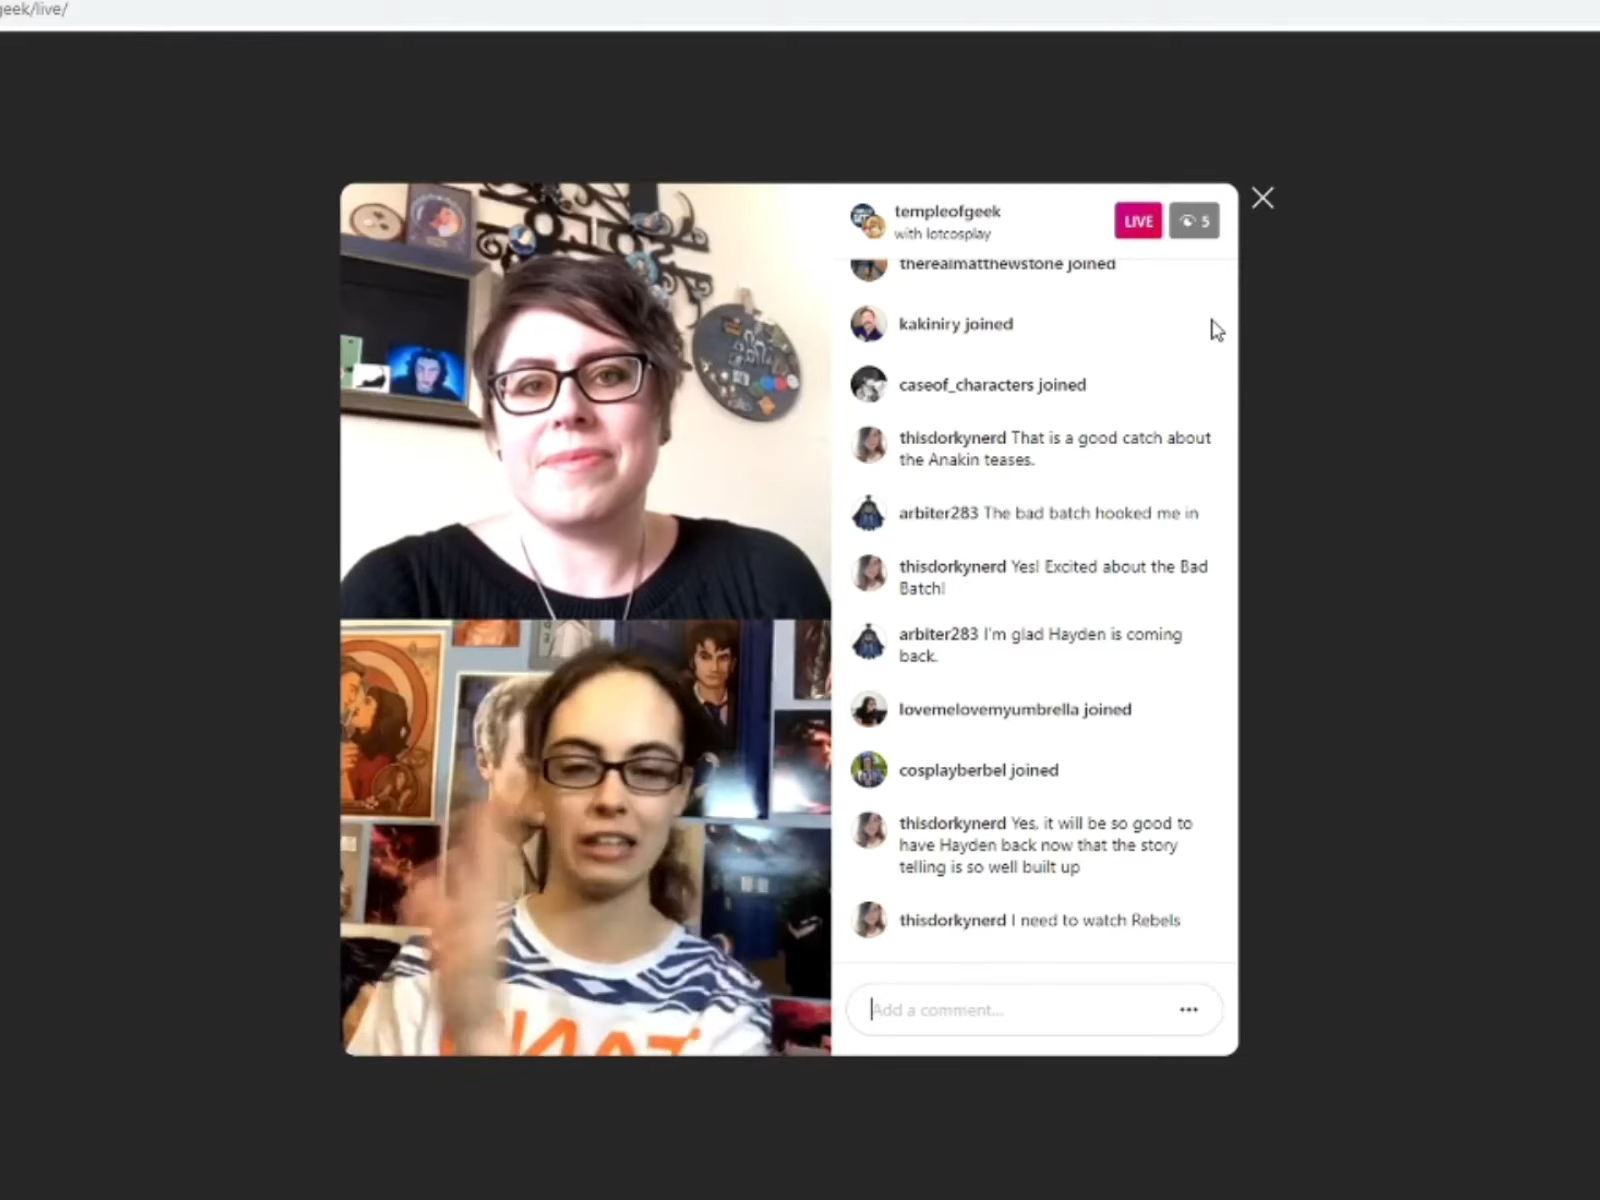 geek/live/
templeofgeek
with lotcosplay
LIVE
5
therealmatthewstone joined
kakiniry joined
caseof_characters joined
thisdorkynerd That is a good catch about
the Anakin teases.
arbiter283 The bad batch hooked me in
thisdorkynerd Yes! Excited about the Bad
Batch!
arbiter283 I'm glad Hayden is coming
back.
lovemelovemyumbrella joined
cosplayberbel joined
thisdorkynerd Yes, it will be so good to
have Hayden back now that the story
telling is so well built up
thisdorkynerd I need to watch Rebels
Add a comment...